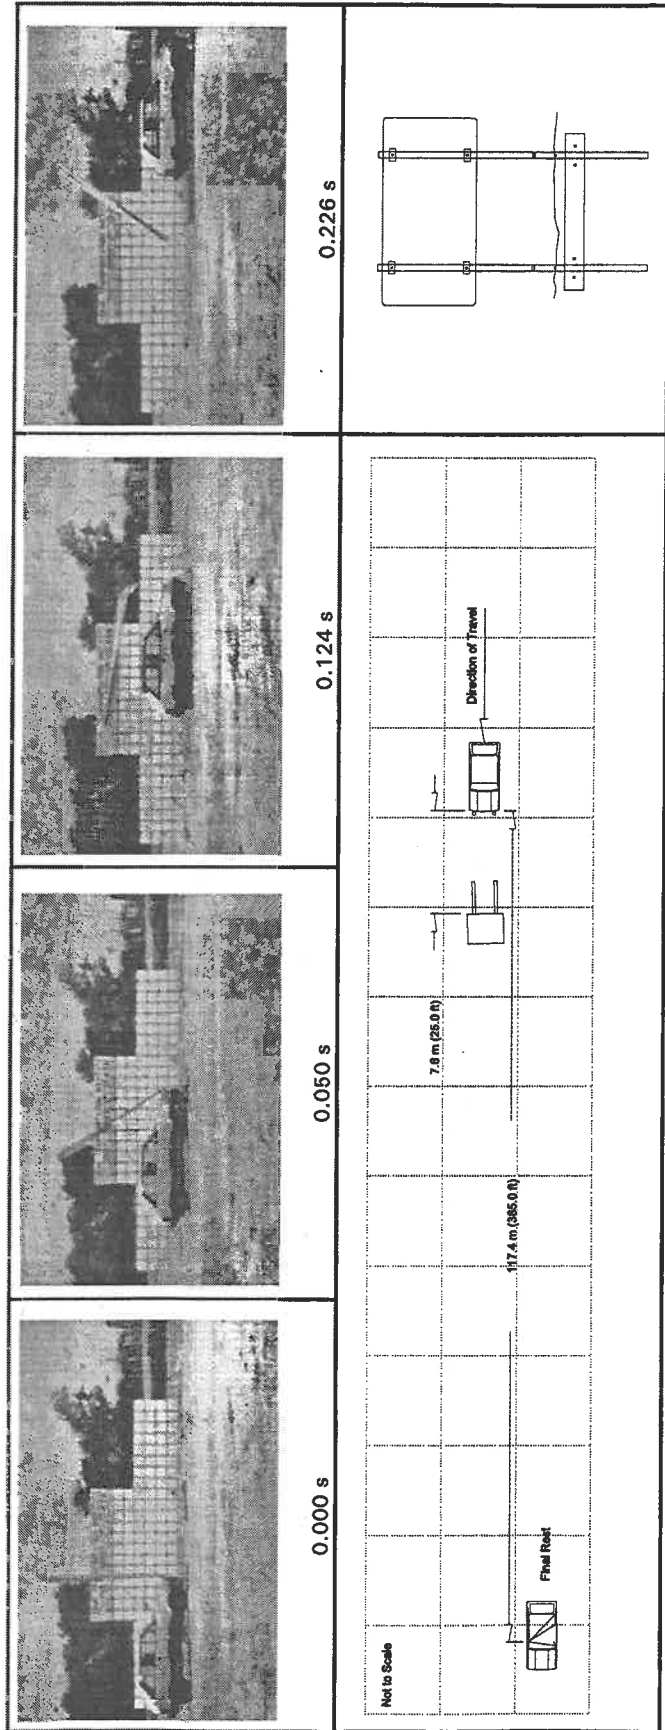 0.000 s
0.050 s
0.124 s
0.226 s
Not to Scale
Final Rest
117.4 m (385.0 ft)
7.6 m (25.0 ft)
Direction of Travel